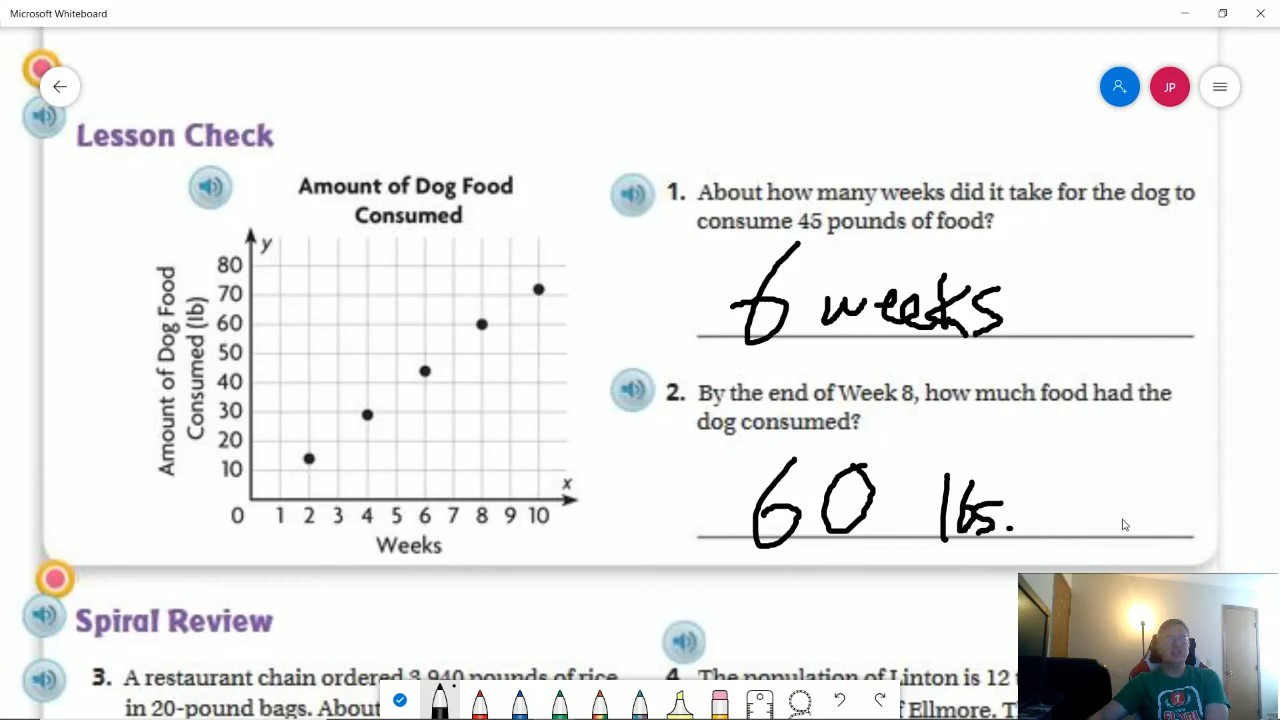 Microsoft Whiteboard
JP
Lesson Check
Amount of Dog Food
Consumed
1. About how many weeks did it take for the dog to
consume 45 pounds of food?
6 weeks
2. By the end of Week 8, how much food had the
dog consumed?
60 lbs.
Amount of Dog Food
Consumed (lb)
y
80
70
60
50
40
30
20
10
0 1 2 3 4 5 6 7 8 9 10
x
Weeks
Spiral Review
3. A restaurant chain ordered 3,940 pounds of rice
in 20-pound bags. About
4. The population of Linton is 12
of Ellmore.